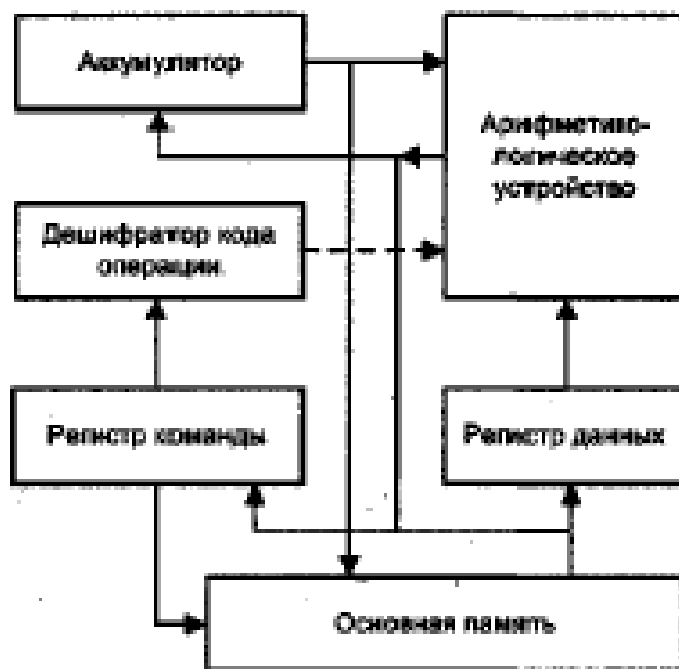 Аккумулятор
Арифметико-
логическое
устройство
Дешифратор кода
операции
Регистр команды
Регистр данных
Основная память